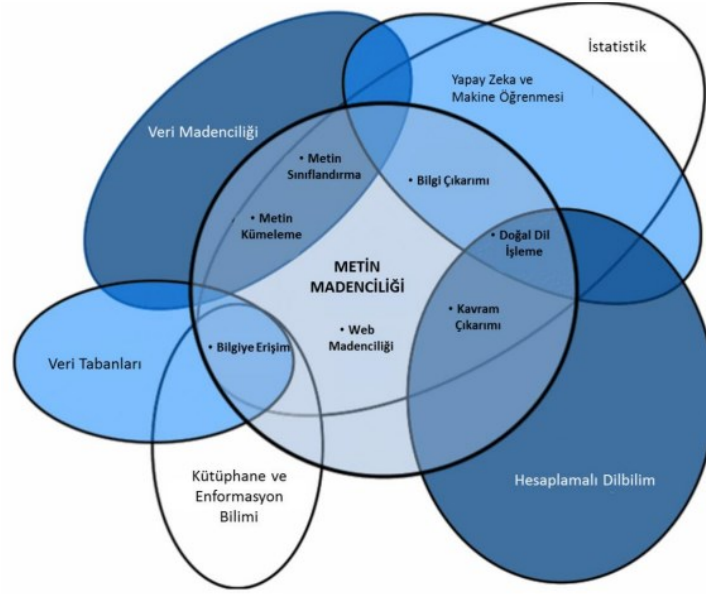 İstatistik
Yapay Zeka ve
Makine Öğrenmesi
Veri Madenciliği
• Metin
Sınıflandırma
• Bilgi Çıkarımı
• Metin
Kümeleme
• Doğal Dil
İşleme
METİN
MADENCİLİĞİ
• Kavram
Çıkarımı
• Web
Madenciliği
• Bilgiye Erişim
Veri Tabanları
Kütüphane ve
Enformasyon
Bilimi
Hesaplamalı Dilbilim